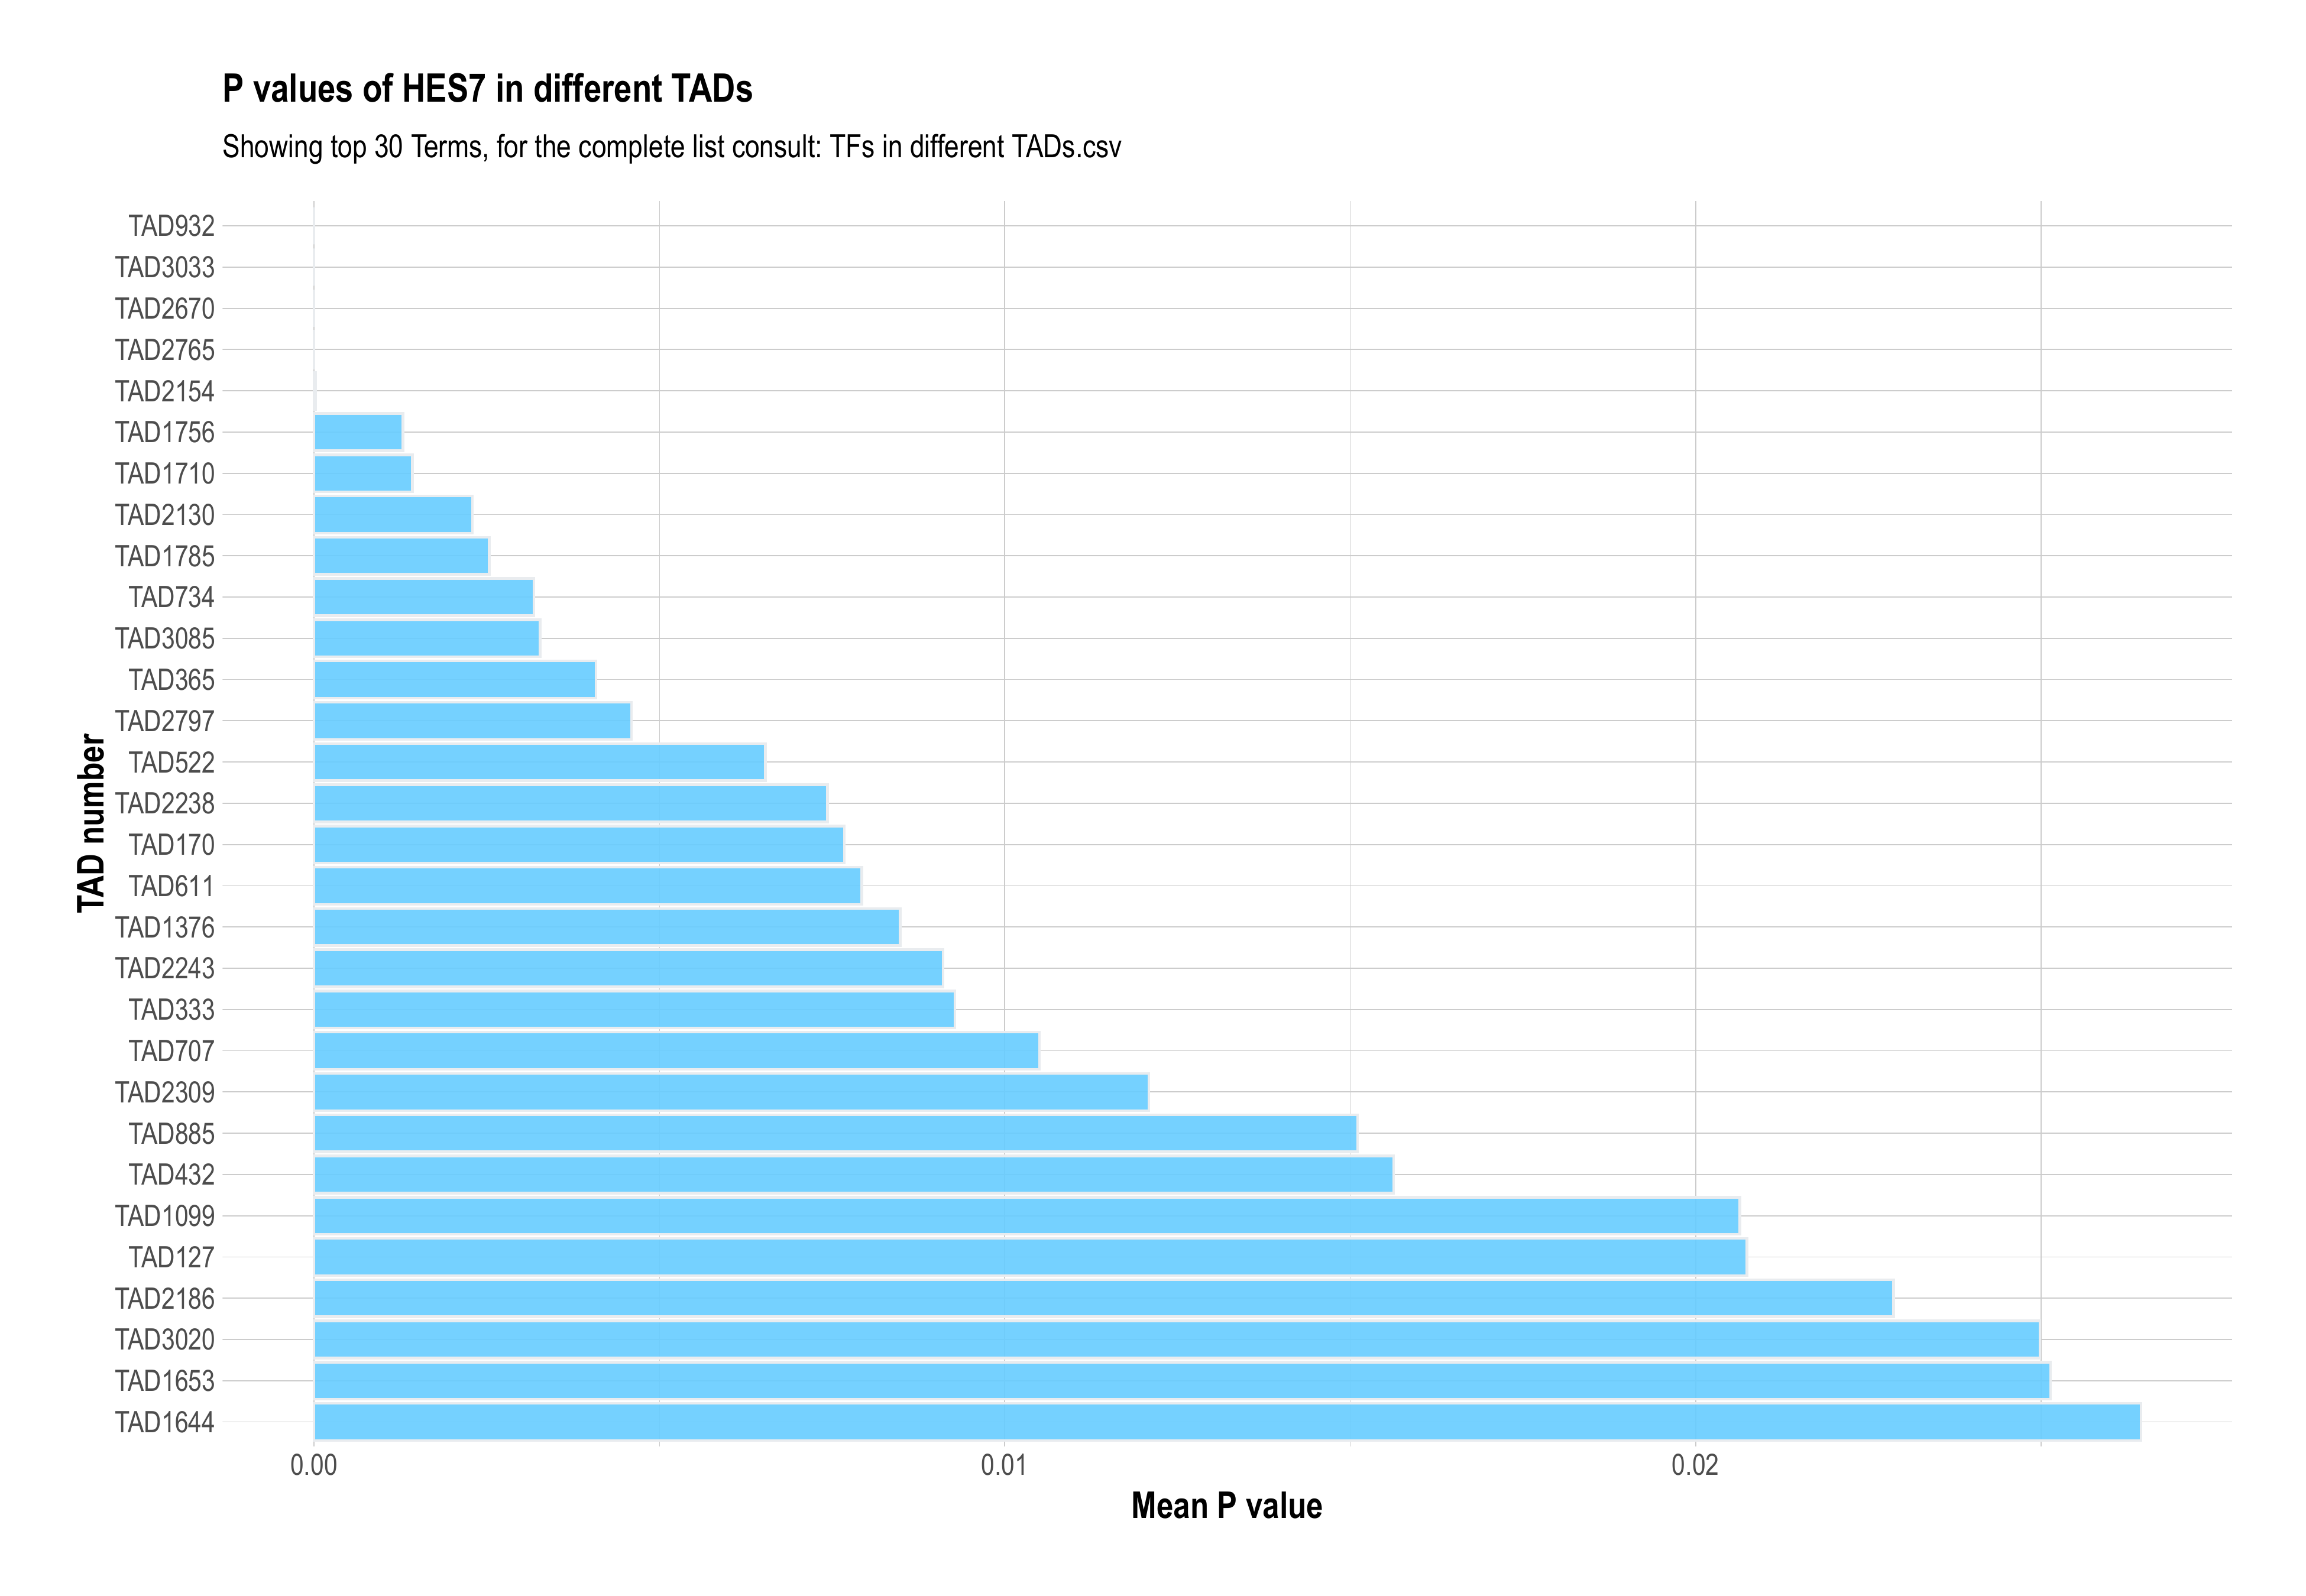 P values of HES7 in different TADs
Showing top 30 Terms, for the complete list consult: TFs in different TADs.csv
TAD number
TAD932
TAD3033
TAD2670
TAD2765
TAD2154
TAD1756
TAD1710
TAD2130
TAD1785
TAD734
TAD3085
TAD365
TAD2797
TAD522
TAD2238
TAD170
TAD611
TAD1376
TAD2243
TAD333
TAD707
TAD2309
TAD885
TAD432
TAD1099
TAD127
TAD2186
TAD3020
TAD1653
TAD1644
0.00 0.01 0.02
Mean P value